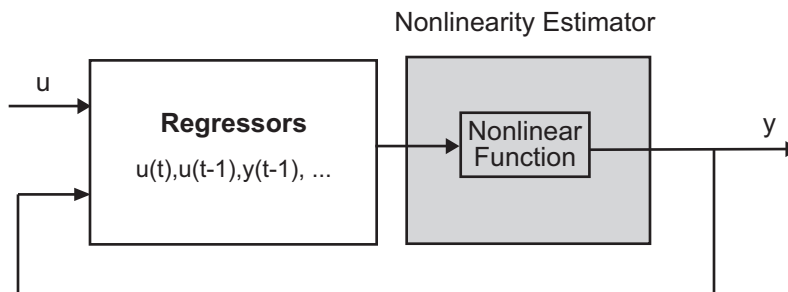 Nonlinearity Estimator
u
Regressors
u(t),u(t-1),y(t-1), ...
Nonlinear
Function
y